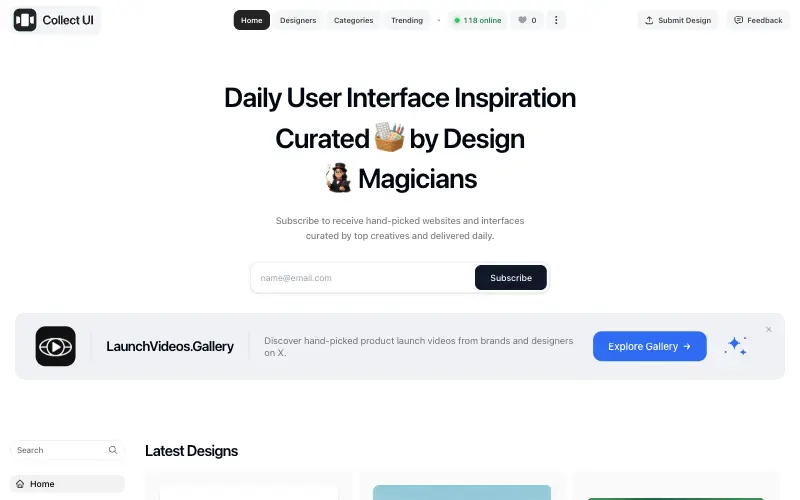 Collect UI
Home
Designers
Categories
Trending
118 online
0
Submit Design
Feedback
Daily User Interface Inspiration
Curated by Design
Magicians
Subscribe to receive hand-picked websites and interfaces
curated by top creatives and delivered daily.
name@email.com
Subscribe
LaunchVideos.Gallery
Discover hand-picked product launch videos from brands and designers
on X.
Explore Gallery →
Search
Latest Designs
Home